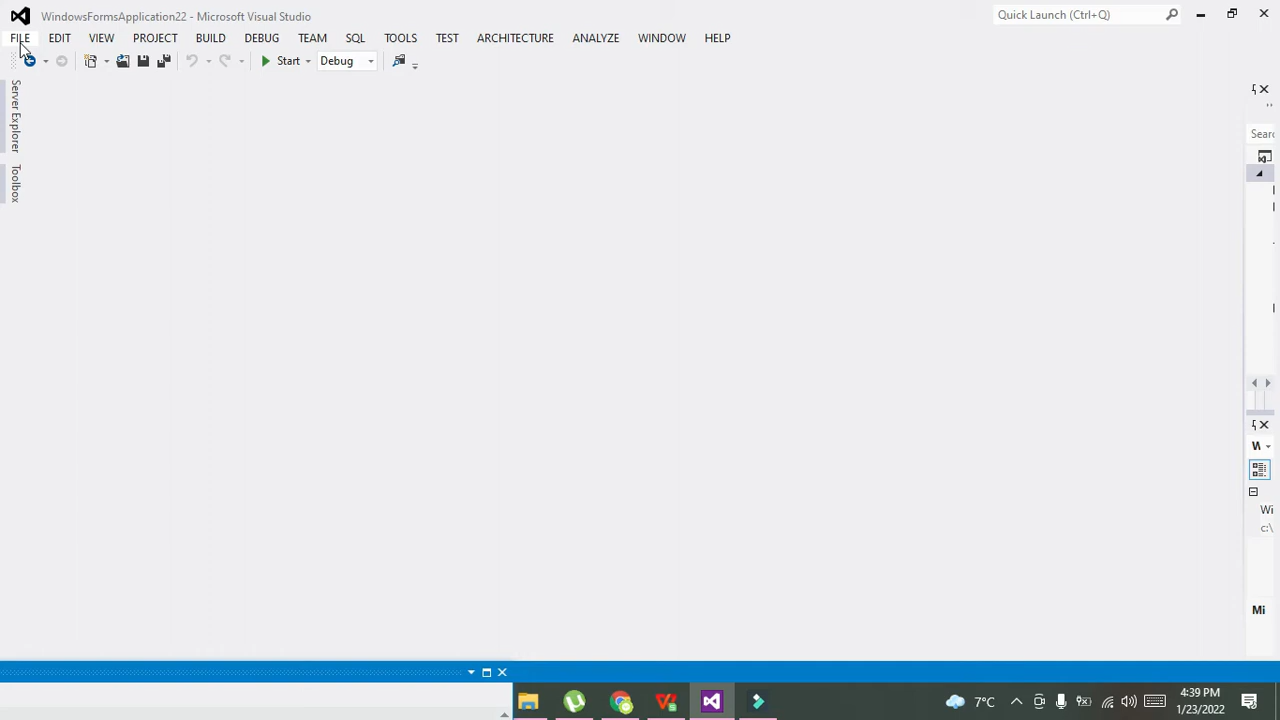 WindowsFormsApplication22 - Microsoft Visual Studio
Quick Launch (Ctrl+Q)
FILE EDIT VIEW PROJECT BUILD DEBUG TEAM SQL TOOLS TEST ARCHITECTURE ANALYZE WINDOW HELP
Start Debug
Server Explorer
Toolbox
Searc
W
Wi
c:\
Mi
7°C
4:39 PM
1/23/2022